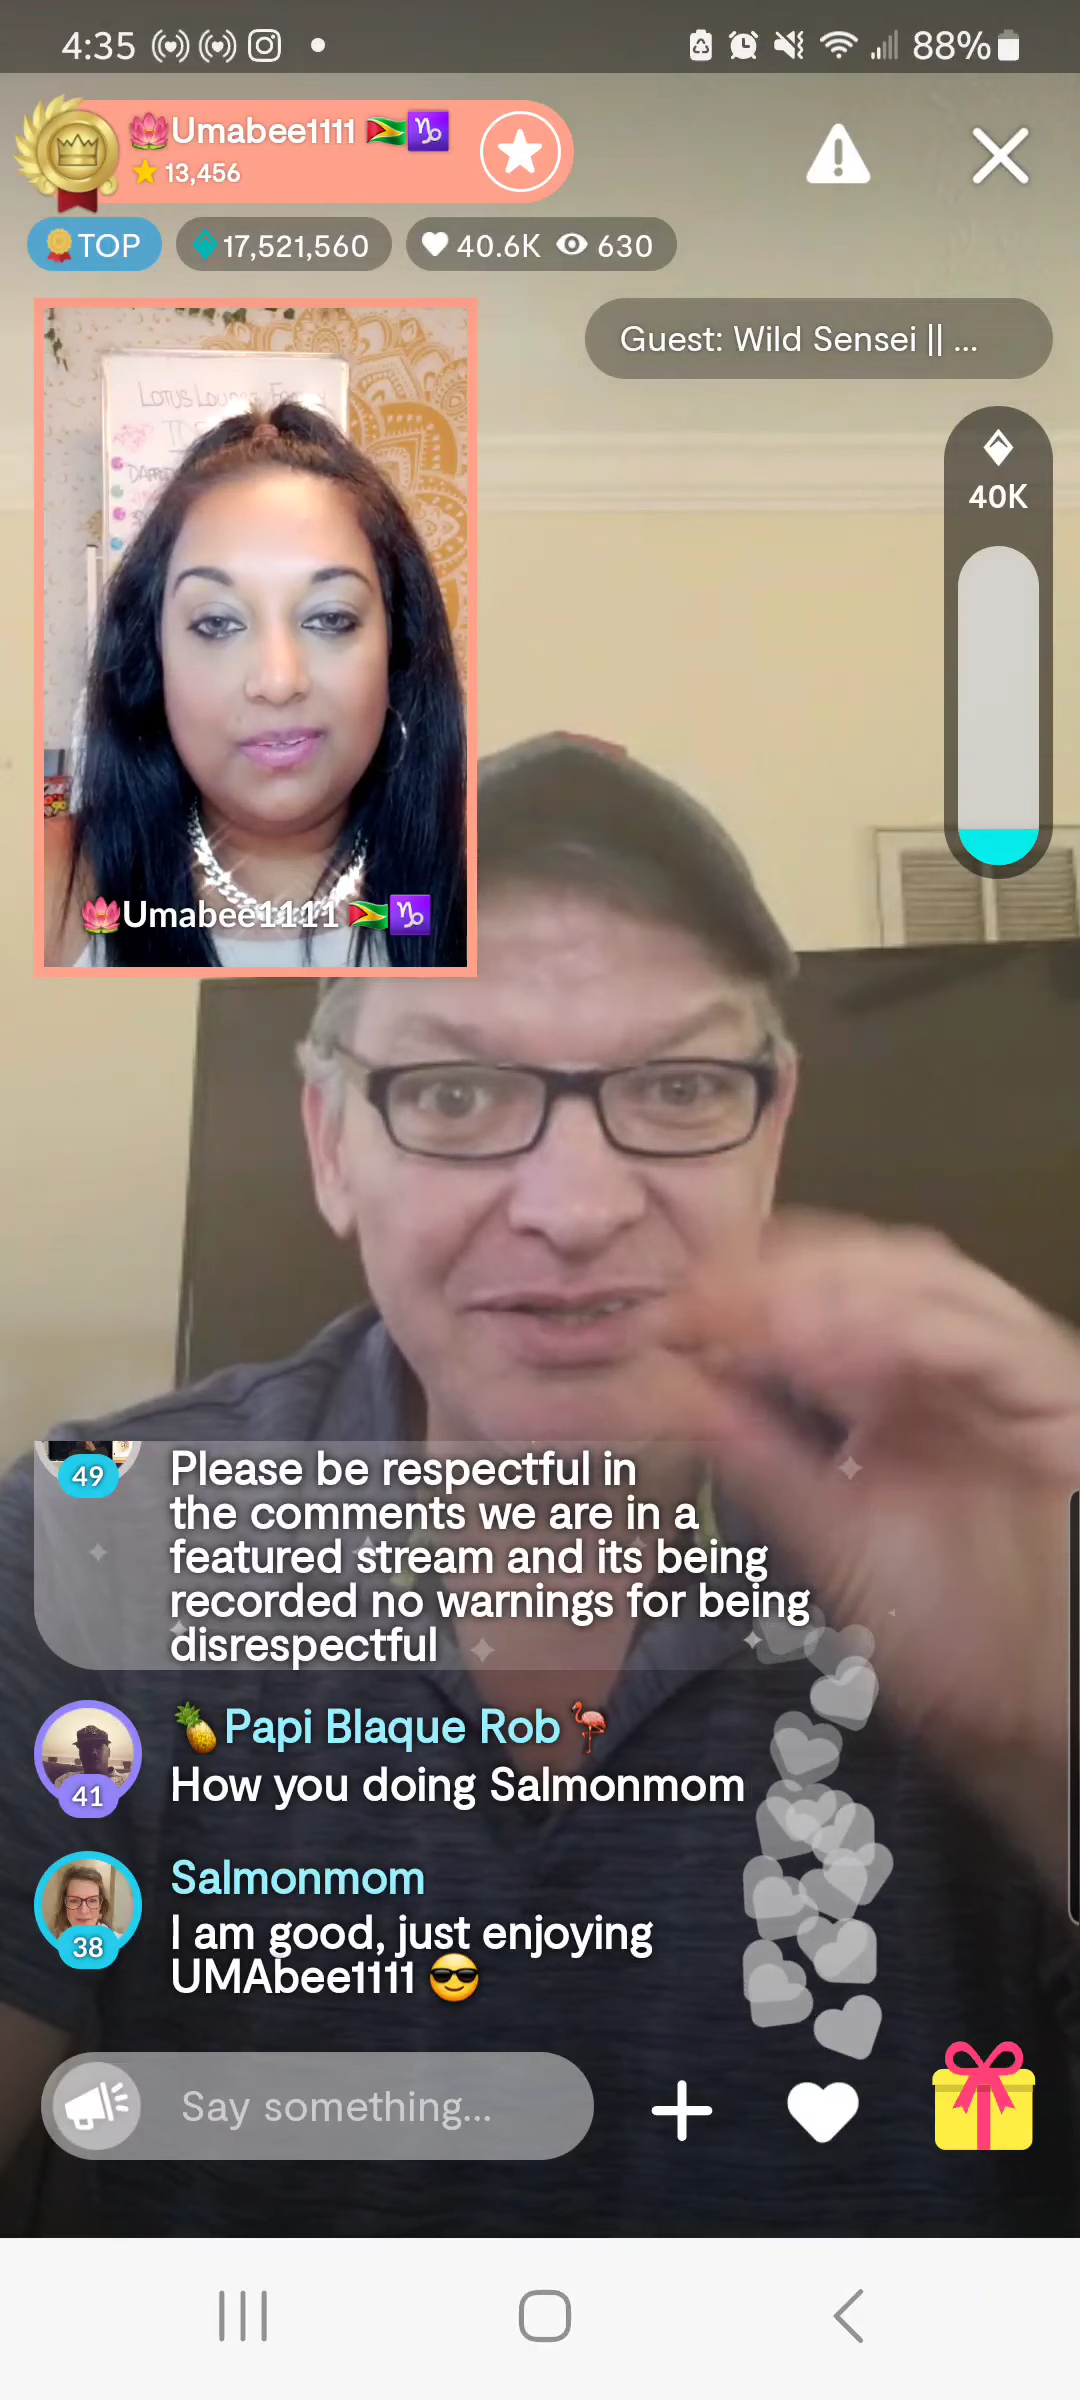 4:35
88%
🪷Umabee1111 🇬🇾♑
⭐ 13,456
TOP
17,521,560
40.6K
630
Guest: Wild Sensei || ...
40K
🪷Umabee1111 🇬🇾♑
49
Please be respectful in
the comments we are in a
featured stream and its being
recorded no warnings for being
disrespectful
🍍Papi Blaque Rob🦩
41
How you doing Salmonmom
Salmonmom
38
I am good, just enjoying
UMAbee1111 😎
Say something...